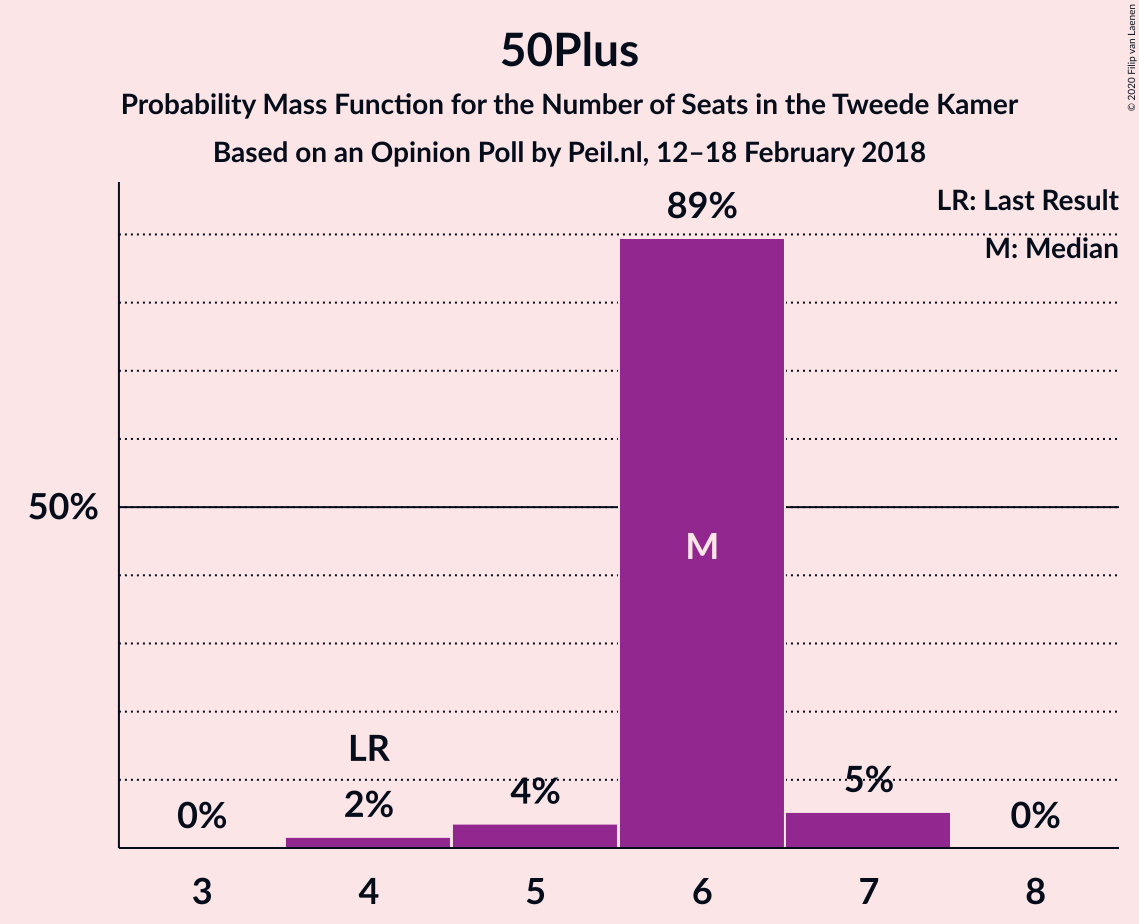 50Plus
Probability Mass Function for the Number of Seats in the Tweede Kamer
Based on an Opinion Poll by Peil.nl, 12–18 February 2018
© 2020 Filip van Laenen
LR: Last Result
M: Median
89%
50%
M
LR
0%
2%
4%
5%
0%
3 4 5 6 7 8